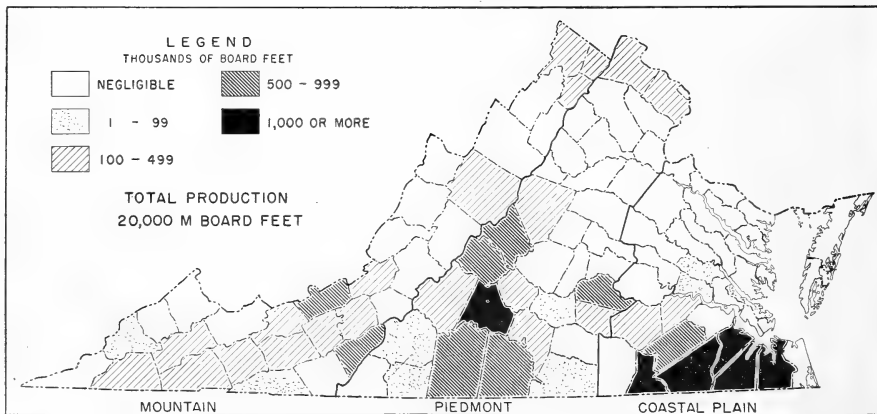 LEGEND
THOUSANDS OF BOARD FEET
NEGLIGIBLE
1 - 99
100 - 499
500 - 999
1,000 OR MORE
TOTAL PRODUCTION
20,000 M BOARD FEET
MOUNTAIN
PIEDMONT
COASTAL PLAIN